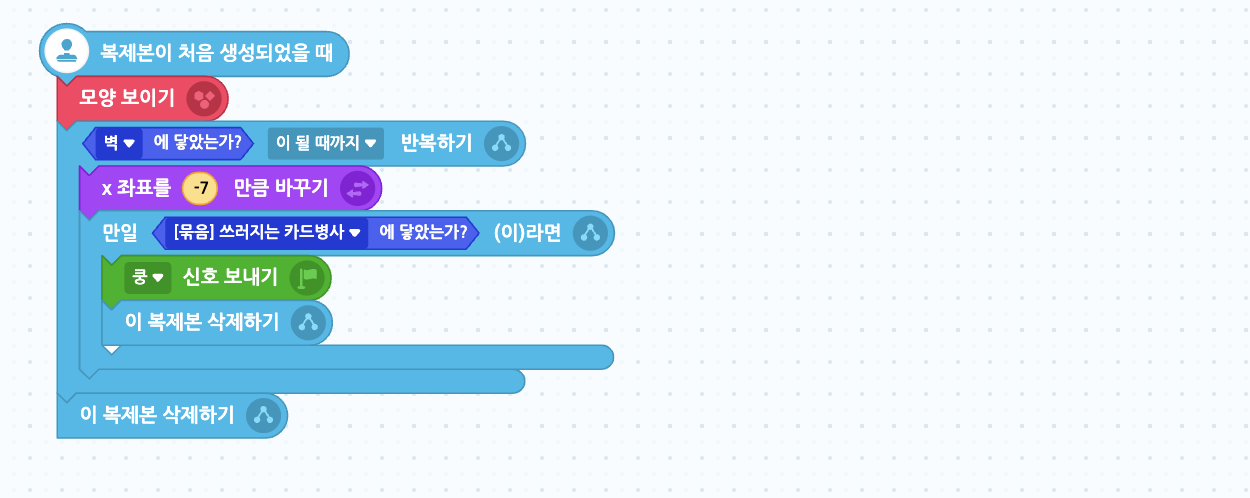 복제본이 처음 생성되었을 때
모양 보이기
벽 에 닿았는가? 이 될 때까지 반복하기
x 좌표를 -7 만큼 바꾸기
만일 [묶음] 쓰러지는 카드병사 에 닿았는가? (이)라면
쿵 신호 보내기
이 복제본 삭제하기
이 복제본 삭제하기